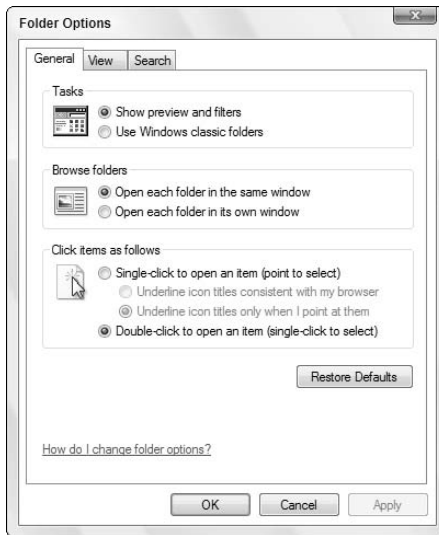 Folder Options
General
View
Search
Tasks
Show preview and filters
Use Windows classic folders
Browse folders
Open each folder in the same window
Open each folder in its own window
Click items as follows
Single-click to open an item (point to select)
Underline icon titles consistent with my browser
Underline icon titles only when I point at them
Double-click to open an item (single-click to select)
Restore Defaults
How do I change folder options?
OK
Cancel
Apply